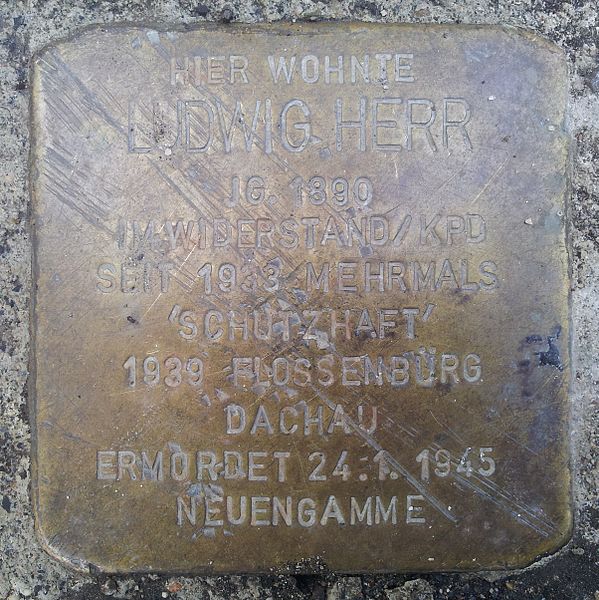 HIER WOHNTE
LUDWIG HERR
JG. 1890
IM WIDERSTAND/KPD
SEIT 1933 MEHRMALS
'SCHUTZHAFT'
1939 FLOSSENBÜRG
DACHAU
ERMORDET 24.1.1945
NEUENGAMME